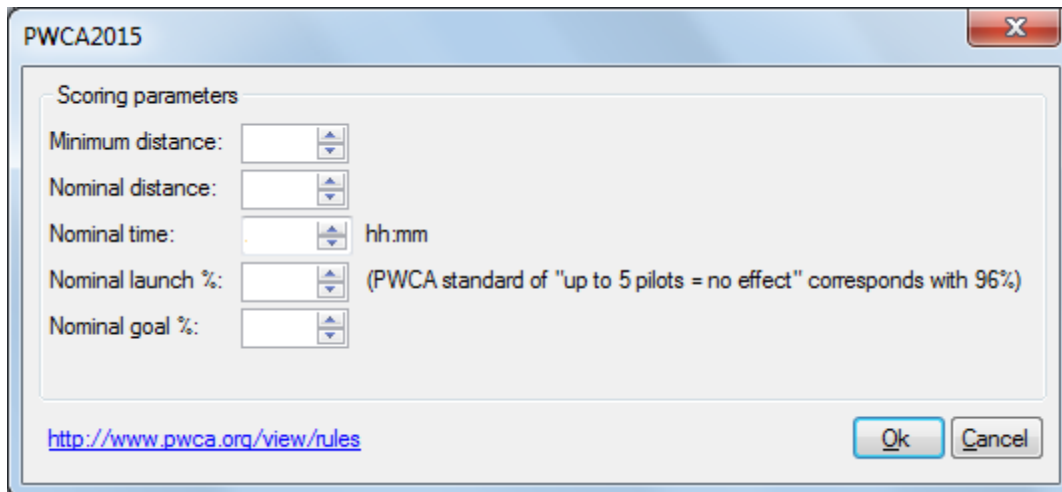 PWCA2015
Scoring parameters
Minimum distance:
Nominal distance:
Nominal time: hh:mm
Nominal launch %: (PWCA standard of "up to 5 pilots = no effect" corresponds with 96%)
Nominal goal %:
http://www.pwca.org/view/rules Ok Cancel